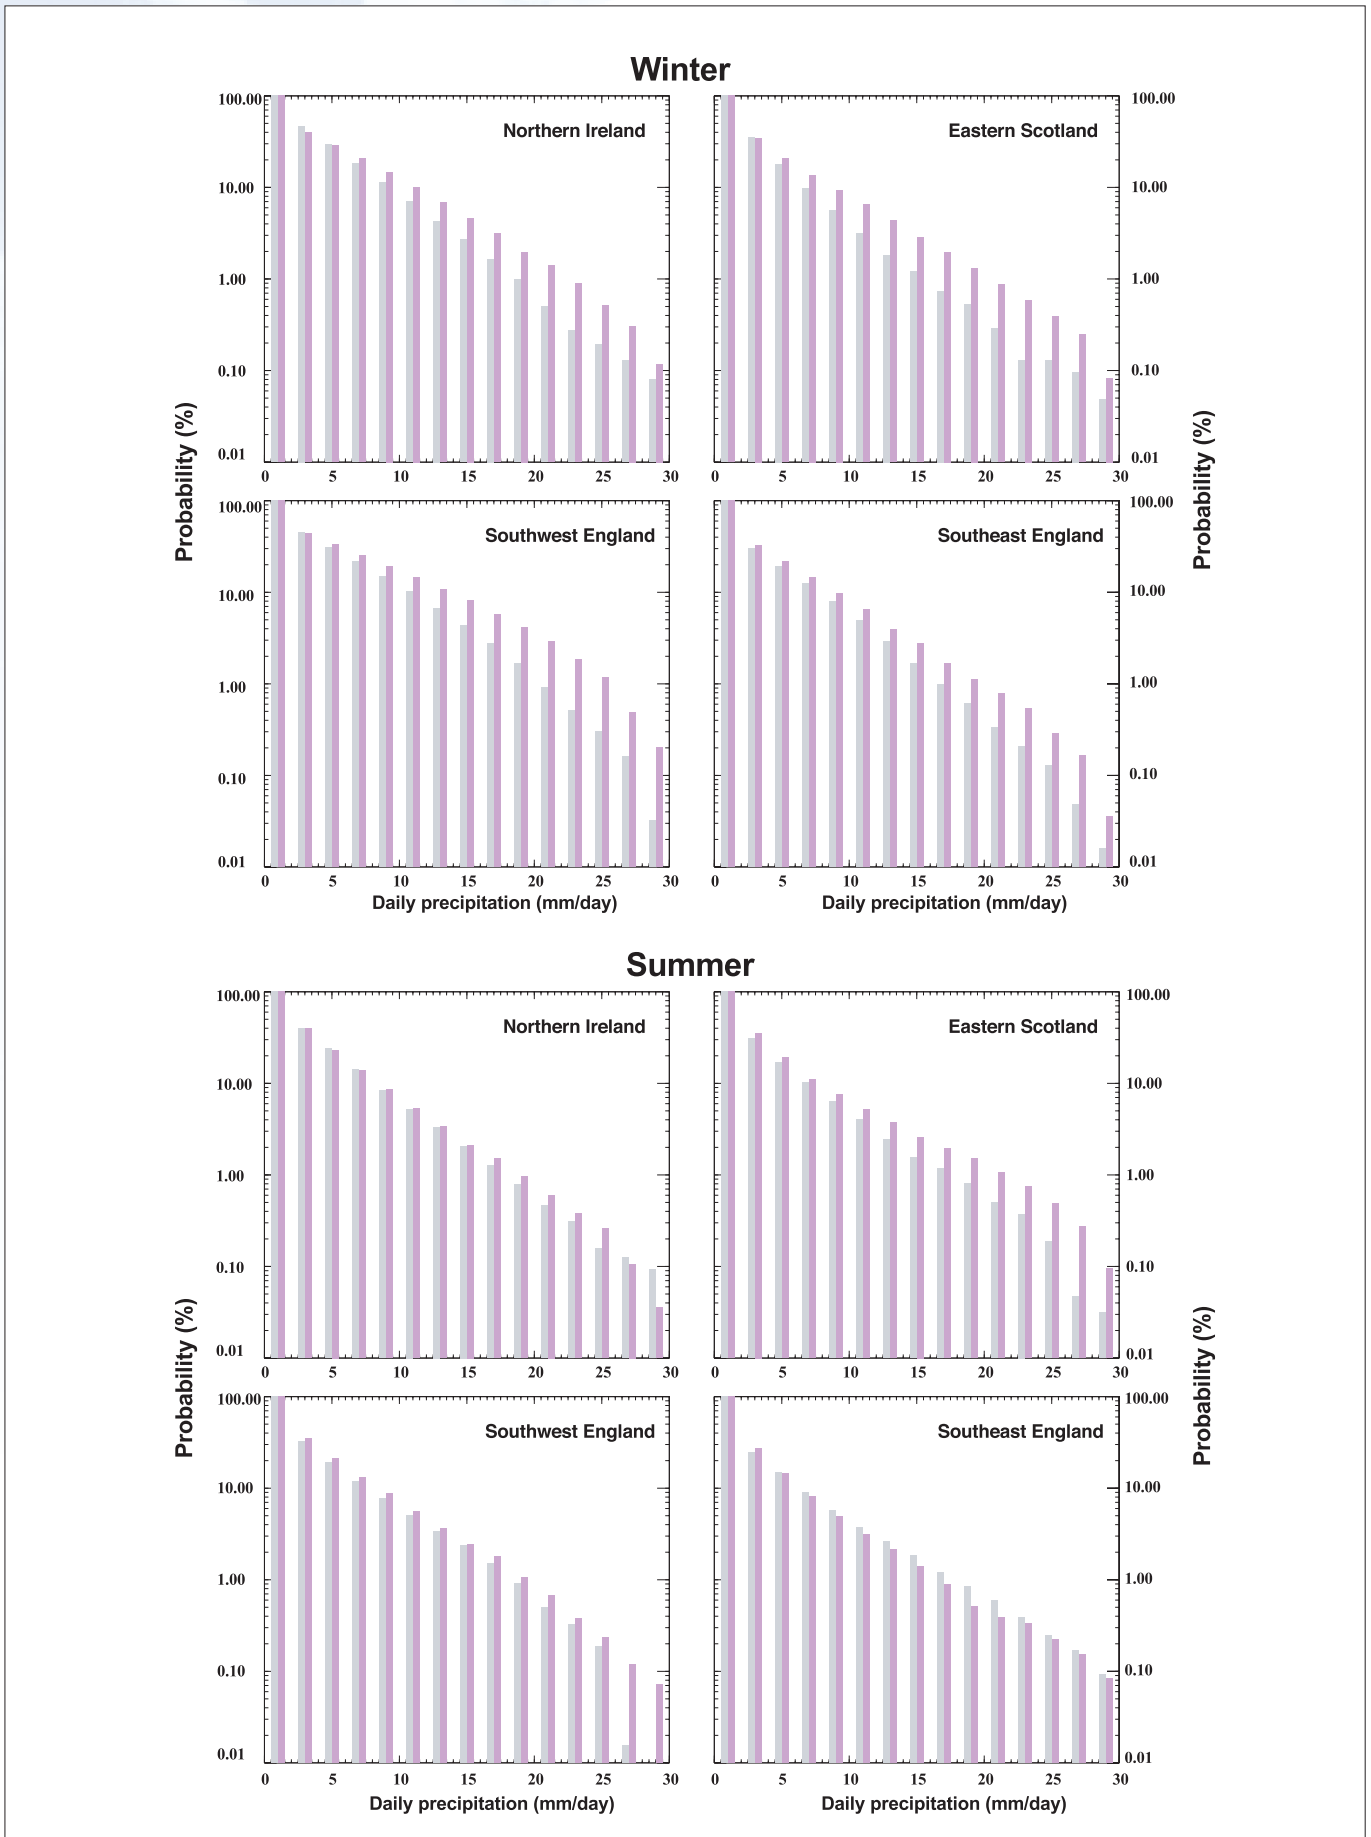 Winter
Northern Ireland
100.00
10.00
1.00
0.10
0.01
0 5 10 15 20 25 30
Eastern Scotland
100.00
10.00
1.00
0.10
0.01
0 5 10 15 20 25 30
Probability (%)
Probability (%)
Southwest England
100.00
10.00
1.00
0.10
0.01
0 5 10 15 20 25 30
Daily precipitation (mm/day)
Southeast England
100.00
10.00
1.00
0.10
0.01
0 5 10 15 20 25 30
Daily precipitation (mm/day)
Summer
Northern Ireland
100.00
10.00
1.00
0.10
0.01
0 5 10 15 20 25 30
Eastern Scotland
100.00
10.00
1.00
0.10
0.01
0 5 10 15 20 25 30
Probability (%)
Probability (%)
Southwest England
100.00
10.00
1.00
0.10
0.01
0 5 10 15 20 25 30
Daily precipitation (mm/day)
Southeast England
100.00
10.00
1.00
0.10
0.01
0 5 10 15 20 25 30
Daily precipitation (mm/day)